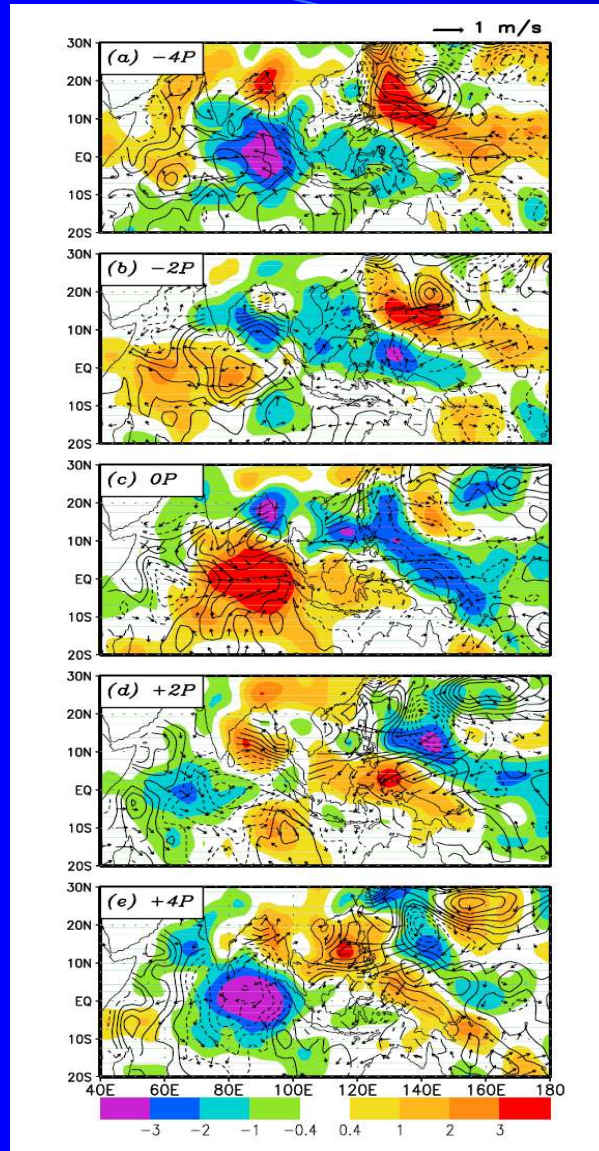 1 m/s
30N
(a) -4P
20N
10N
EQ
10S
20S
30N
(b) -2P
20N
10N
EQ
10S
20S
30N
(c) 0P
20N
10N
EQ
10S
20S
30N
(d) +2P
20N
10N
EQ
10S
20S
30N
(e) +4P
20N
10N
EQ
10S
20S
40E 60E 80E 100E 120E 140E 160E 180
-3 -2 -1 -0.4 0.4 1 2 3